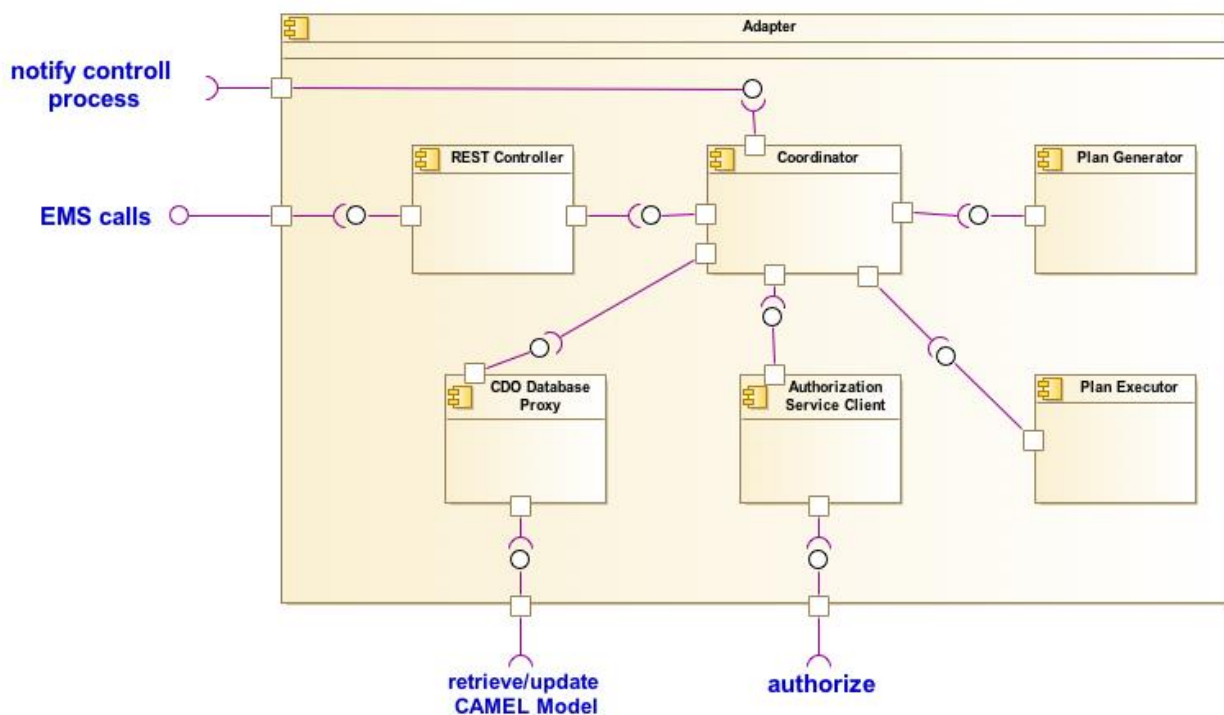 Adapter
notify controll
process
REST Controller
Coordinator
Plan Generator
EMS calls
CDO Database
Proxy
Authorization
Service Client
Plan Executor
retrieve/update
CAMEL Model
authorize